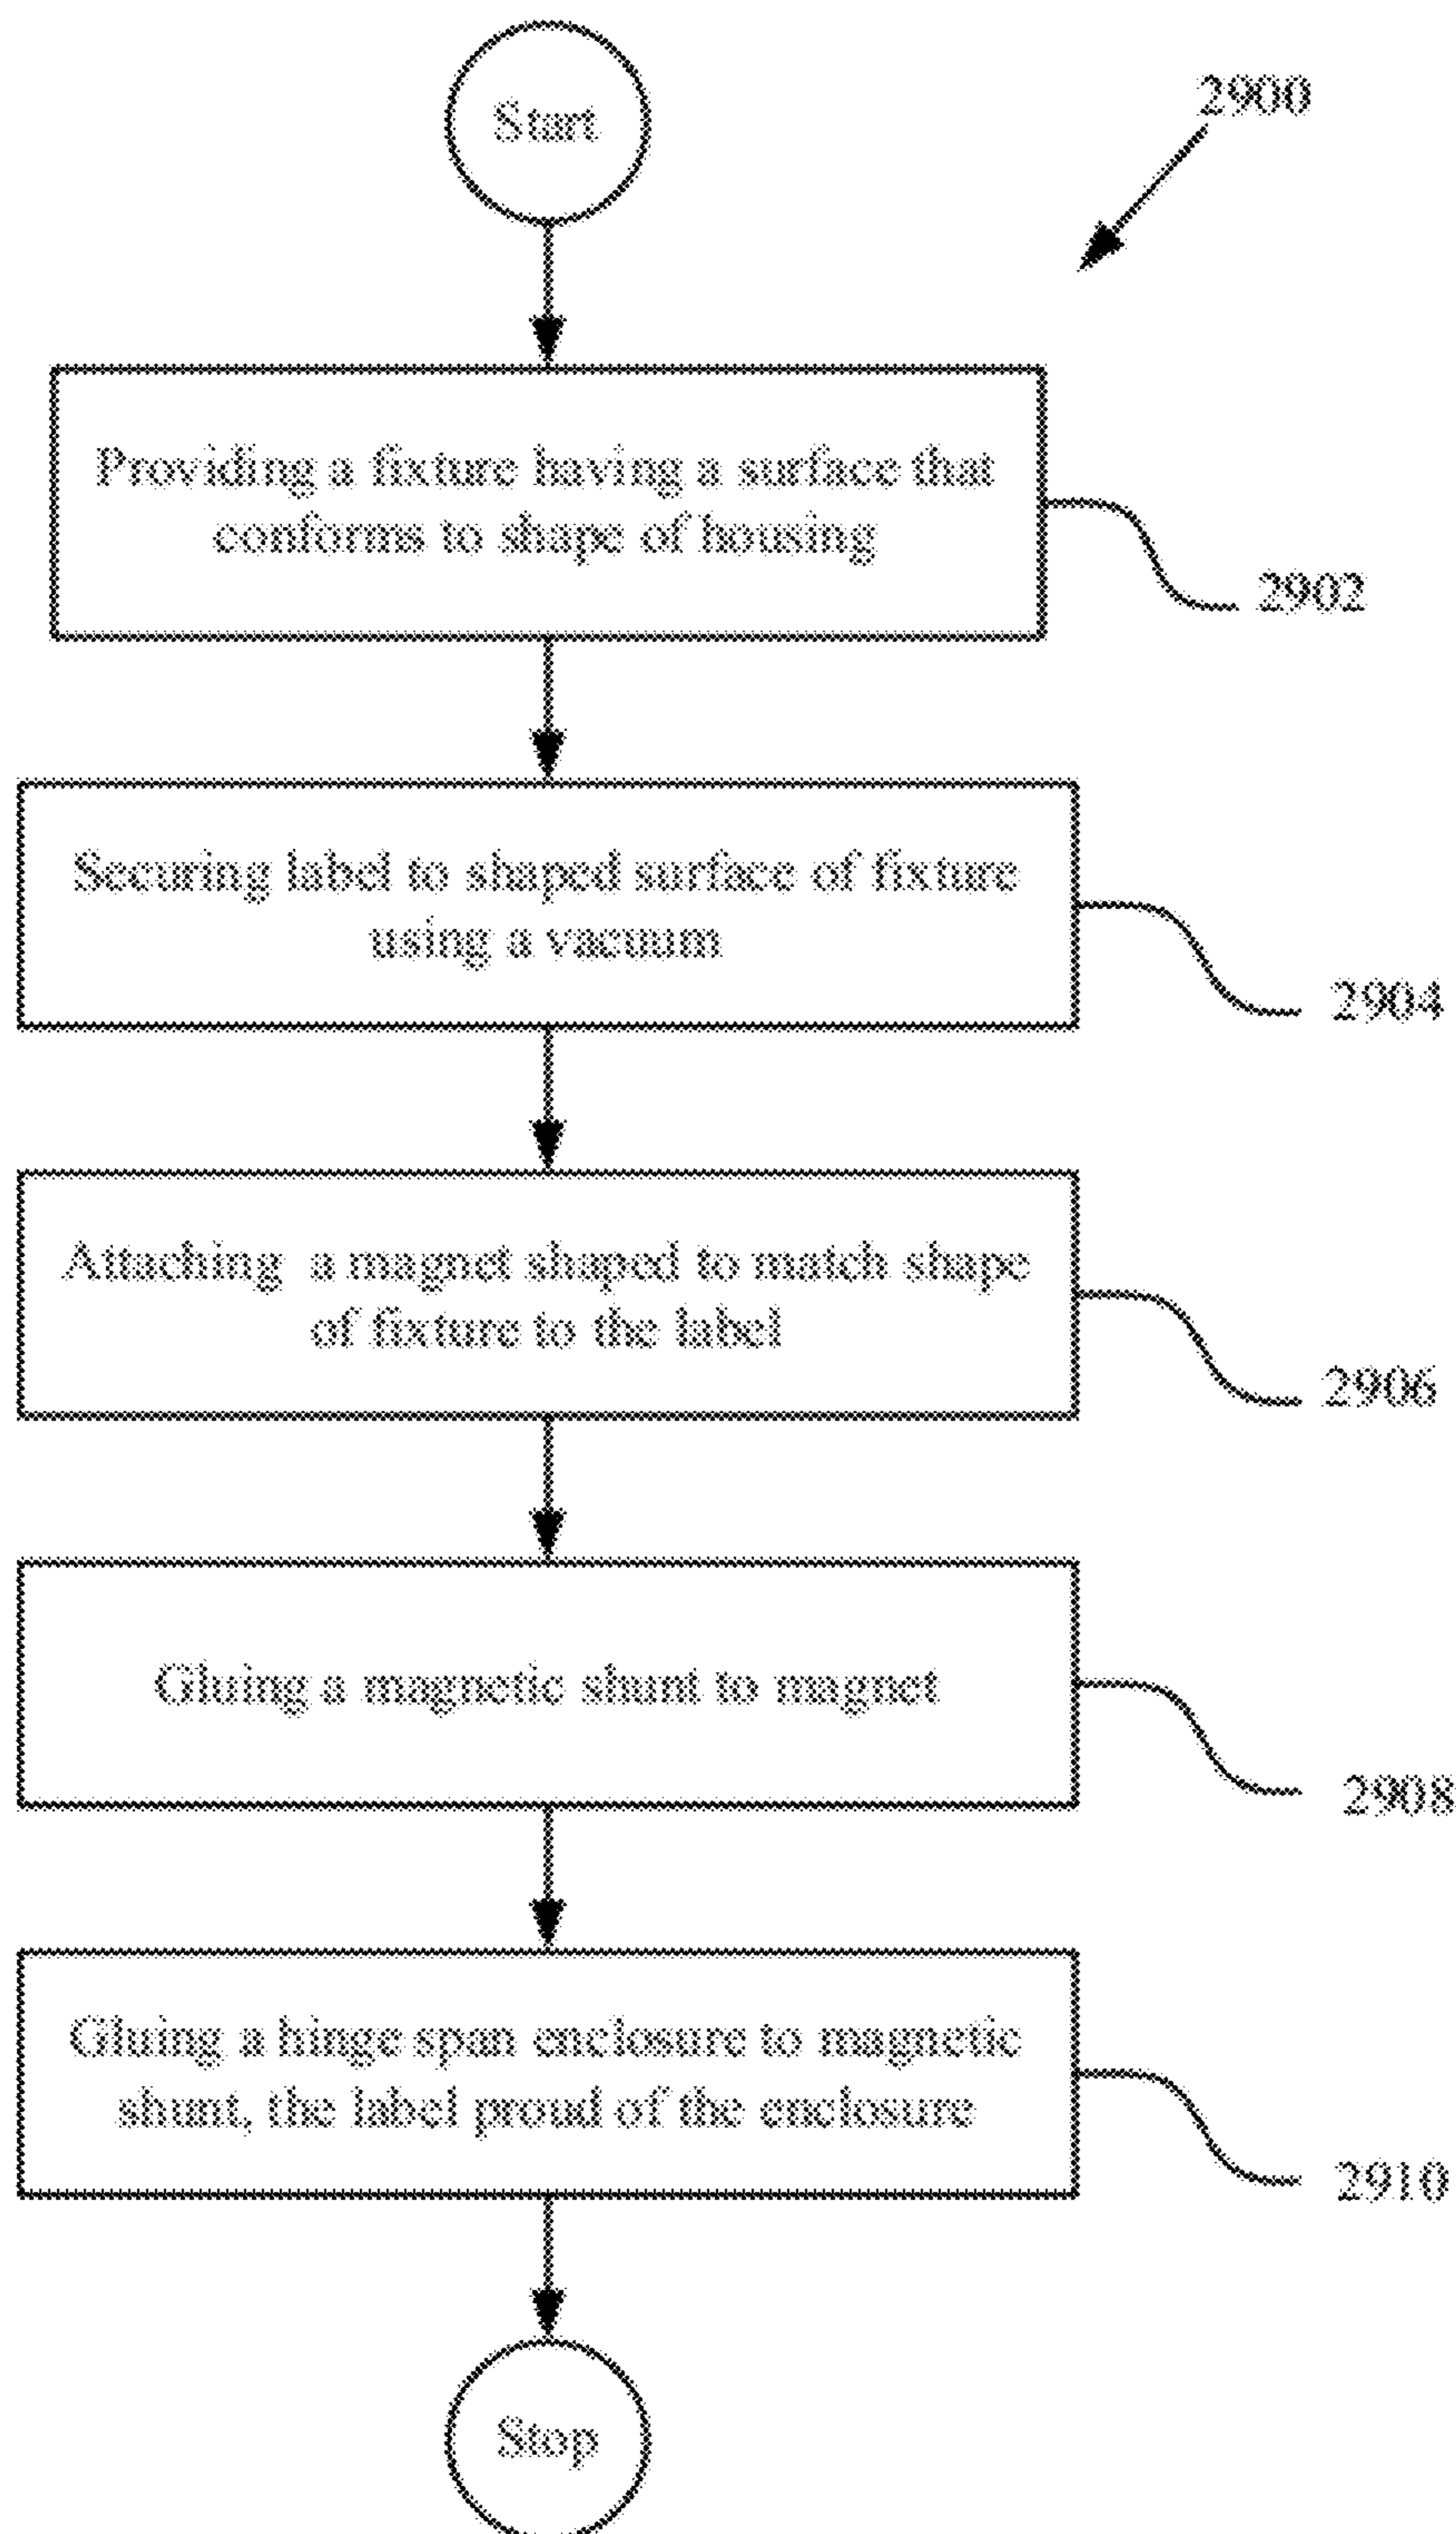 Start
2900
Providing a fixture having a surface that
conforms to shape of housing
2902
Securing label to shaped surface of fixture
using a vacuum
2904
Attaching a magnet shaped to match shape
of fixture to the label
2906
Gluing a magnetic shunt to magnet
2908
Gluing a hinge span enclosure to magnetic
shunt, the label proud of the enclosure
2910
Stop